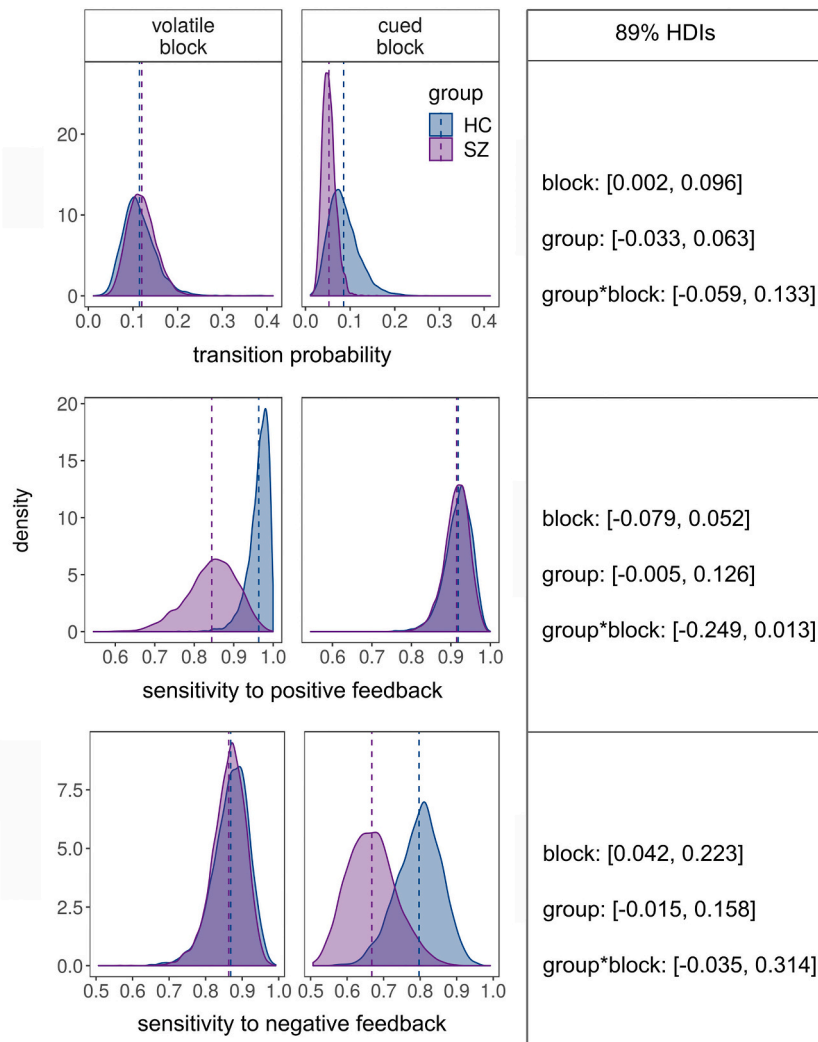 volatile
block
cued
block
89% HDIs
group
HC
SZ
20
10
0
0.0 0.1 0.2 0.3 0.4
0.0 0.1 0.2 0.3 0.4
transition probability
block: [0.002, 0.096]
group: [-0.033, 0.063]
group*block: [-0.059, 0.133]
density
20
15
10
5
0
0.6 0.7 0.8 0.9 1.0
0.6 0.7 0.8 0.9 1.0
sensitivity to positive feedback
block: [-0.079, 0.052]
group: [-0.005, 0.126]
group*block: [-0.249, 0.013]
7.5
5.0
2.5
0.0
0.5 0.6 0.7 0.8 0.9 1.0
0.5 0.6 0.7 0.8 0.9 1.0
sensitivity to negative feedback
block: [0.042, 0.223]
group: [-0.015, 0.158]
group*block: [-0.035, 0.314]